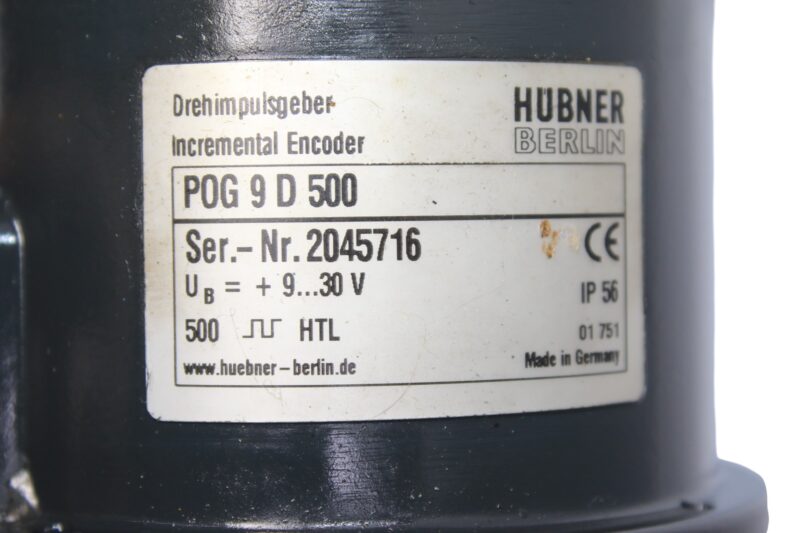 Drehimpulsgeber
Incremental Encoder
HÜBNER
BERLIN
POG 9 D 500
Ser.- Nr. 2045716
CE
UB = + 9...30 V
IP 56
500 HTL
01 751
www.huebner-berlin.de
Made in Germany